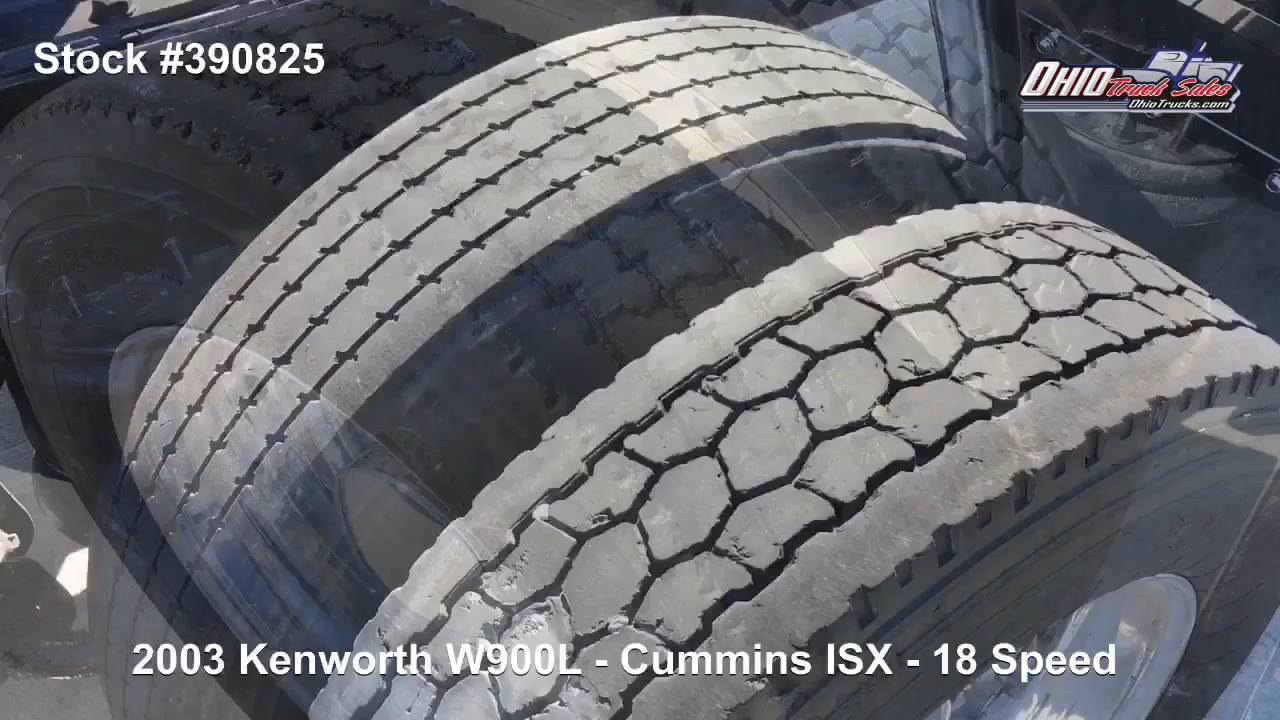 Stock #390825
OHIO Truck Sales
OhioTrucks.com
2003 Kenworth W900L - Cummins ISX - 18 Speed